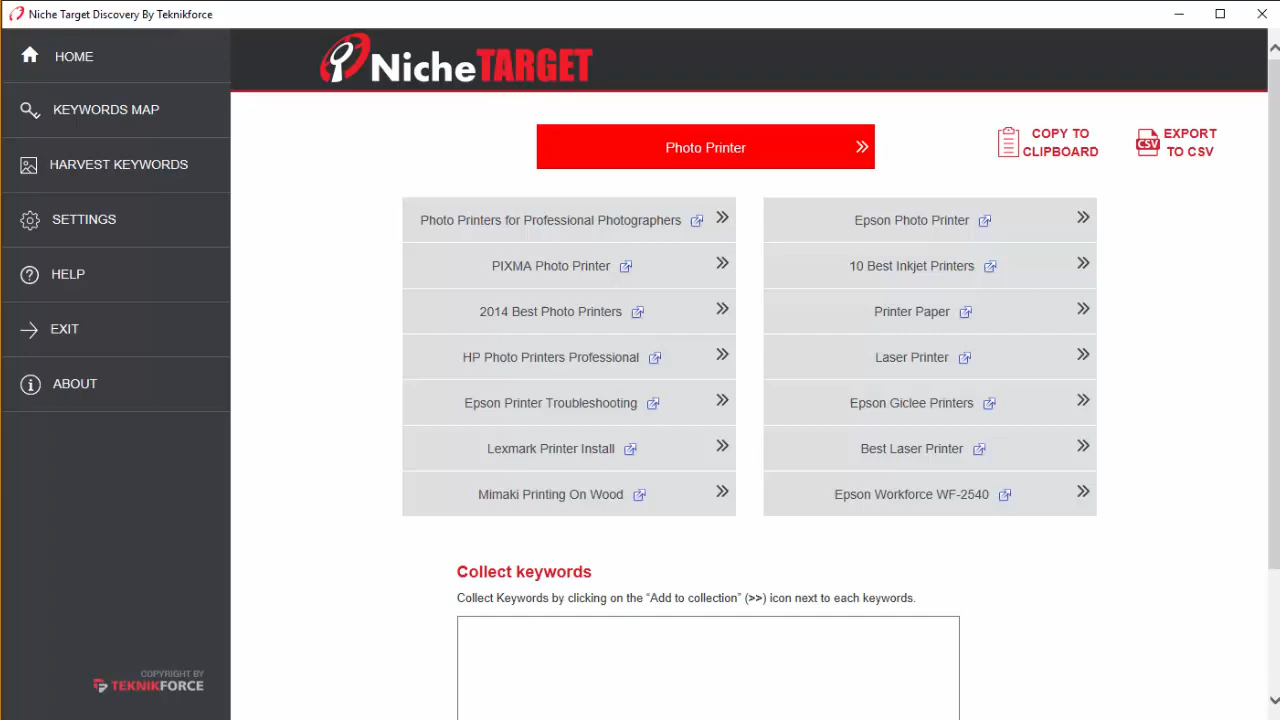 Niche Target Discovery By Teknikforce
HOME
KEYWORDS MAP
HARVEST KEYWORDS
SETTINGS
HELP
EXIT
ABOUT
COPYRIGHT BY
TEKNIKFORCE
NicheTARGET
Photo Printer
COPY TO
CLIPBOARD
CSV
EXPORT
TO CSV
Photo Printers for Professional Photographers
Epson Photo Printer
PIXMA Photo Printer
10 Best Inkjet Printers
2014 Best Photo Printers
Printer Paper
HP Photo Printers Professional
Laser Printer
Epson Printer Troubleshooting
Epson Giclee Printers
Lexmark Printer Install
Best Laser Printer
Mimaki Printing On Wood
Epson Workforce WF-2540
Collect keywords
Collect Keywords by clicking on the “Add to collection” (>>) icon next to each keywords.